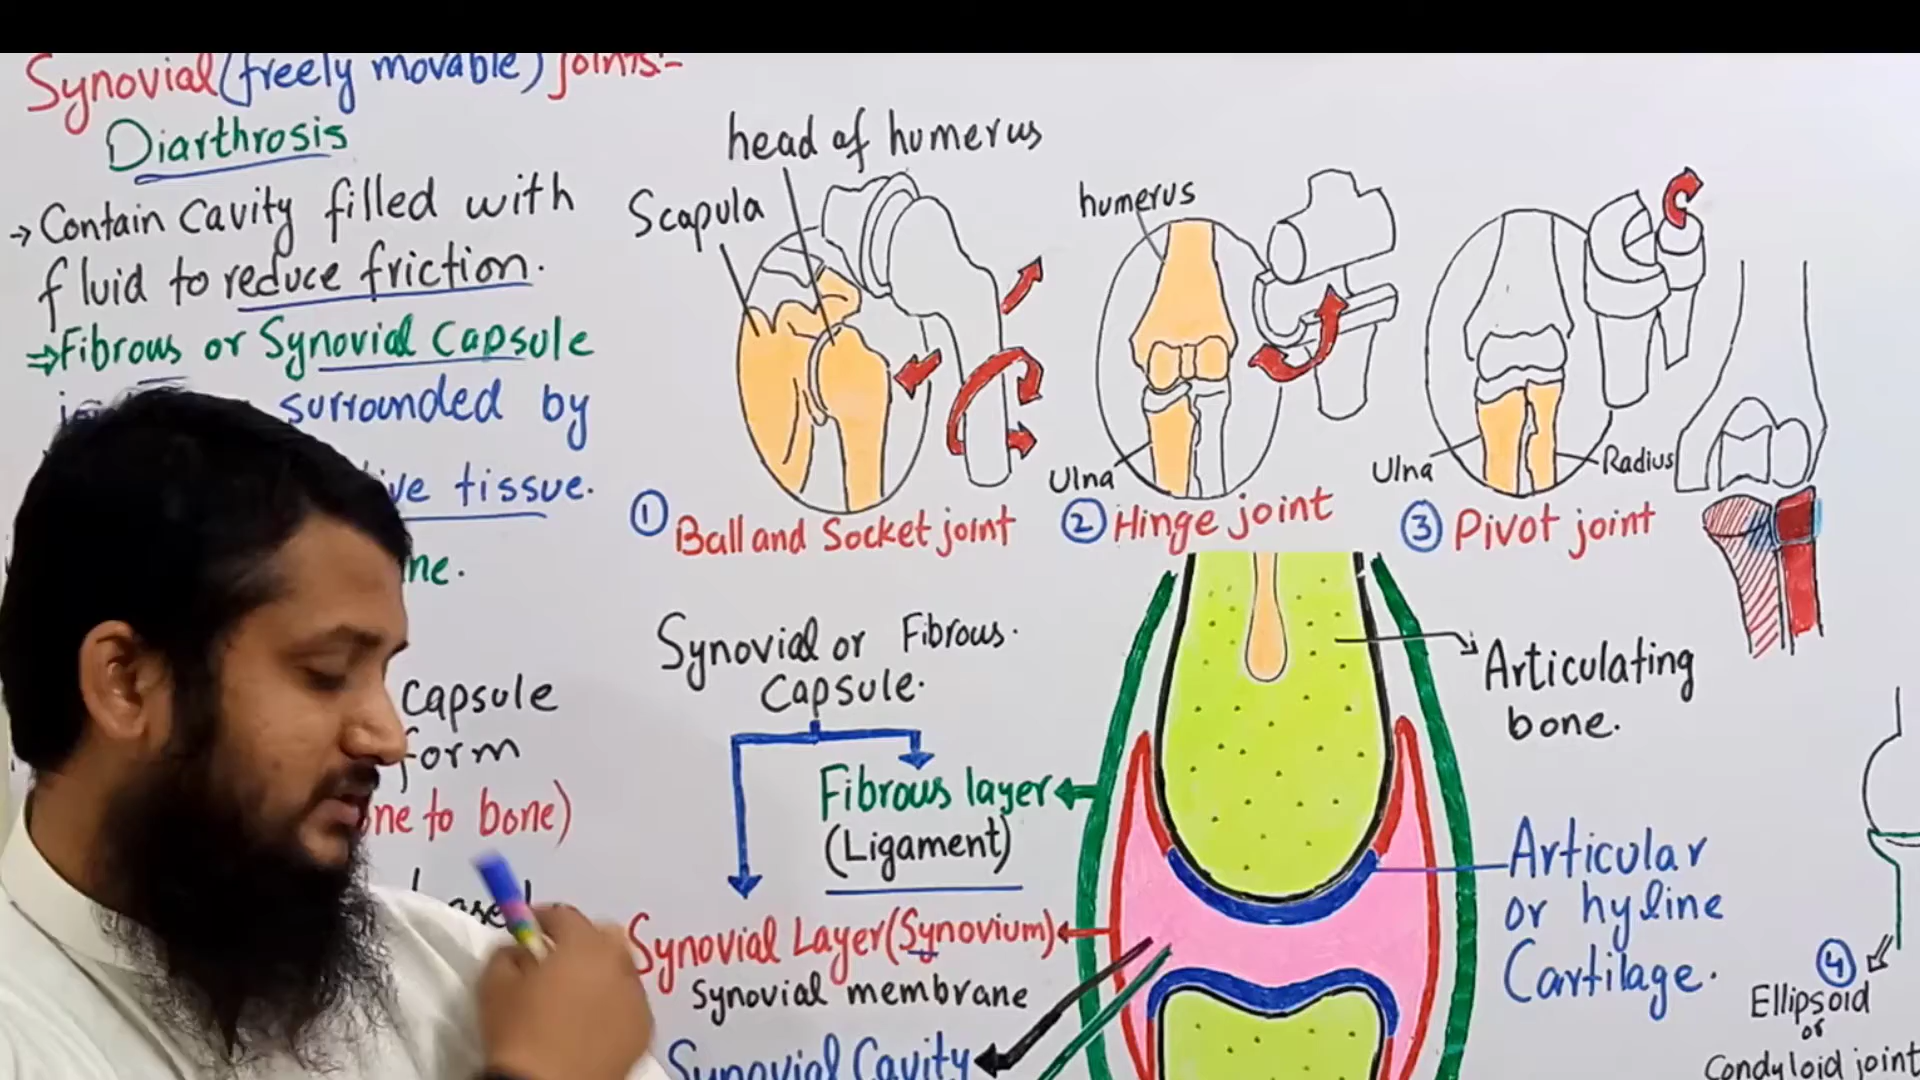 Synovial (freely movable) joints:-
Diarthrosis
→ Contain Cavity filled with
fluid to reduce friction.
⇒ Fibrous or Synovial Capsule
surrounded by
tissue.
Capsule
form
to bone)
head of humerus
Scapula
① Ball and Socket joint
humerus
Ulna
② Hinge joint
Ulna
Radius
③ Pivot joint
Synovial or Fibrous.
Capsule.
Fibrous layer
(Ligament)
Synovial Layer (Synovium)
Synovial membrane
Synovial Cavity
Articulating
bone.
Articular
or hyline
Cartilage.
④
Ellipsoid
or
Condyloid joint